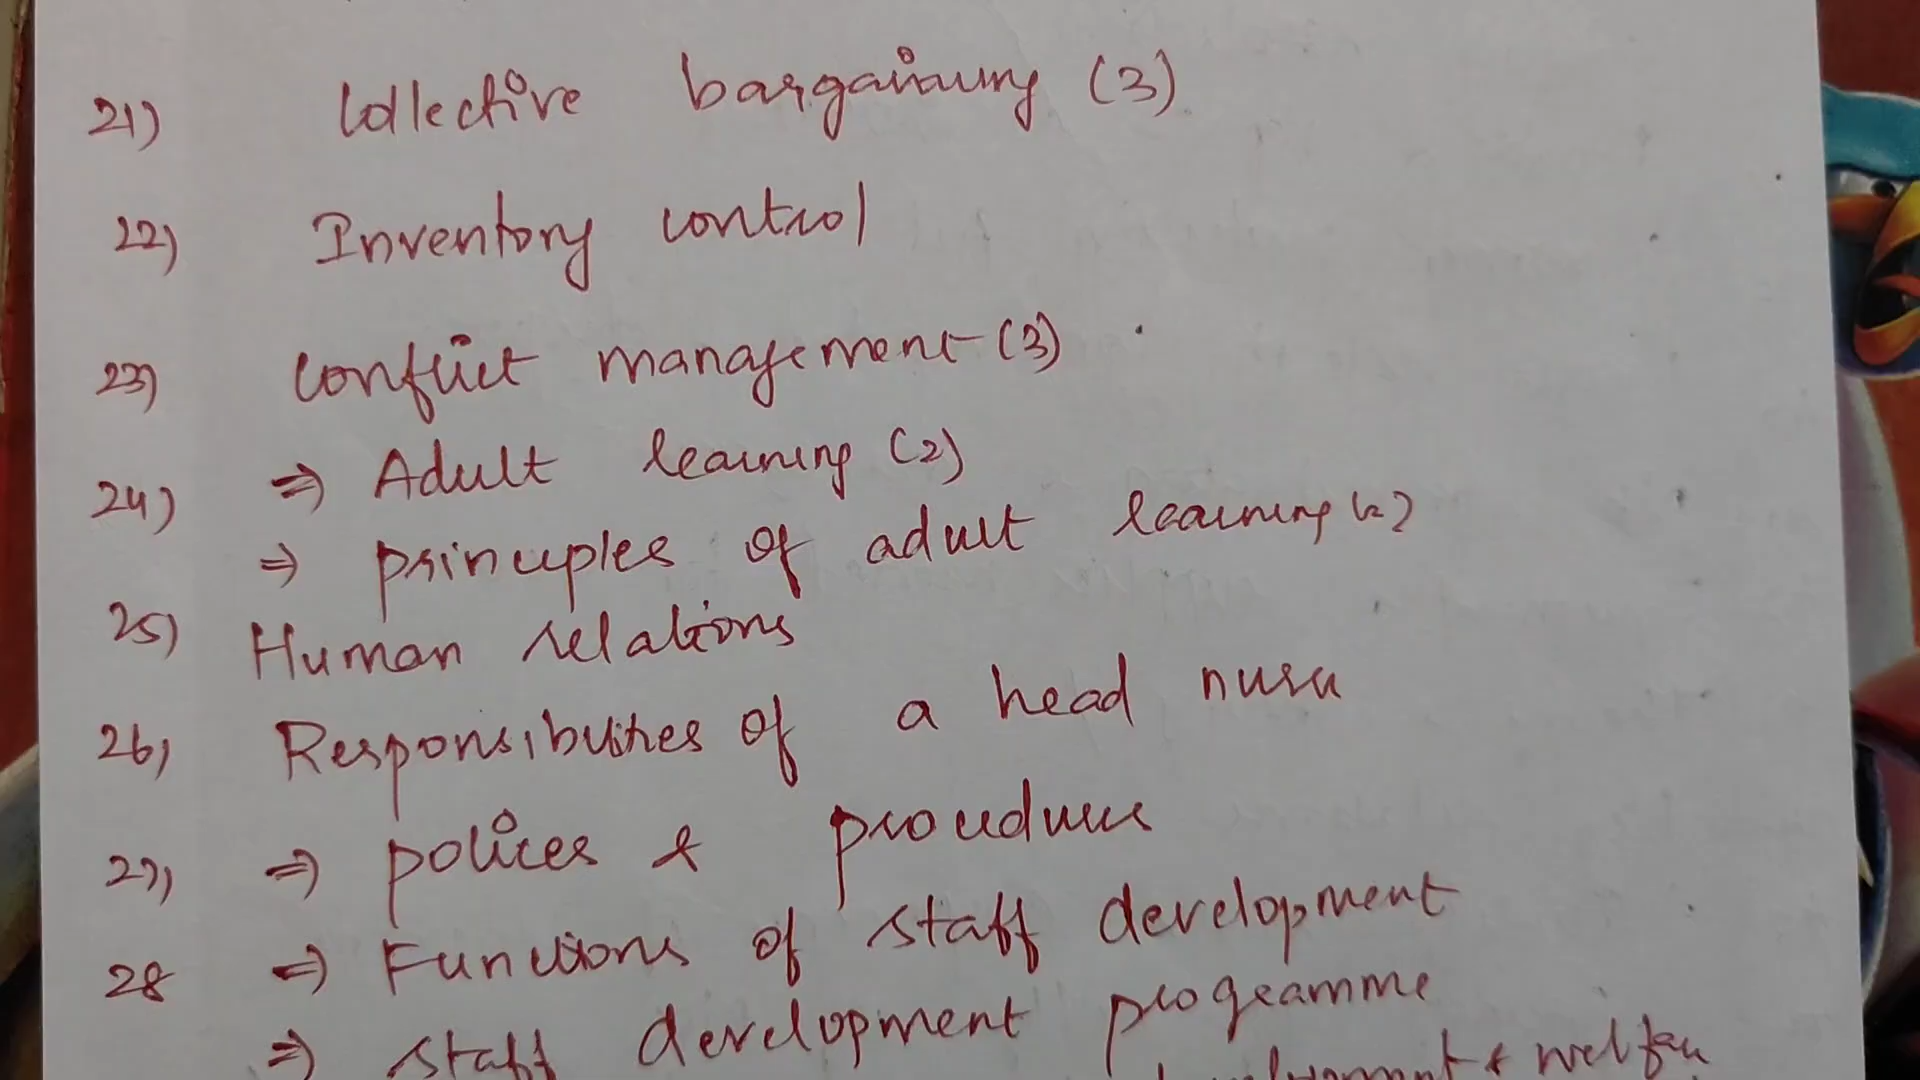 21) Collective bargaining (3)
22) Inventory control
23) Conflict management (3)
24) ⇒ Adult learning (2)
⇒ principles of adult learning (2)
25) Human relations
26) Responsibilities of a head nurse
27) ⇒ polices & procedures
28 ⇒ Functions of staff development
⇒ staff development programme
& welfare